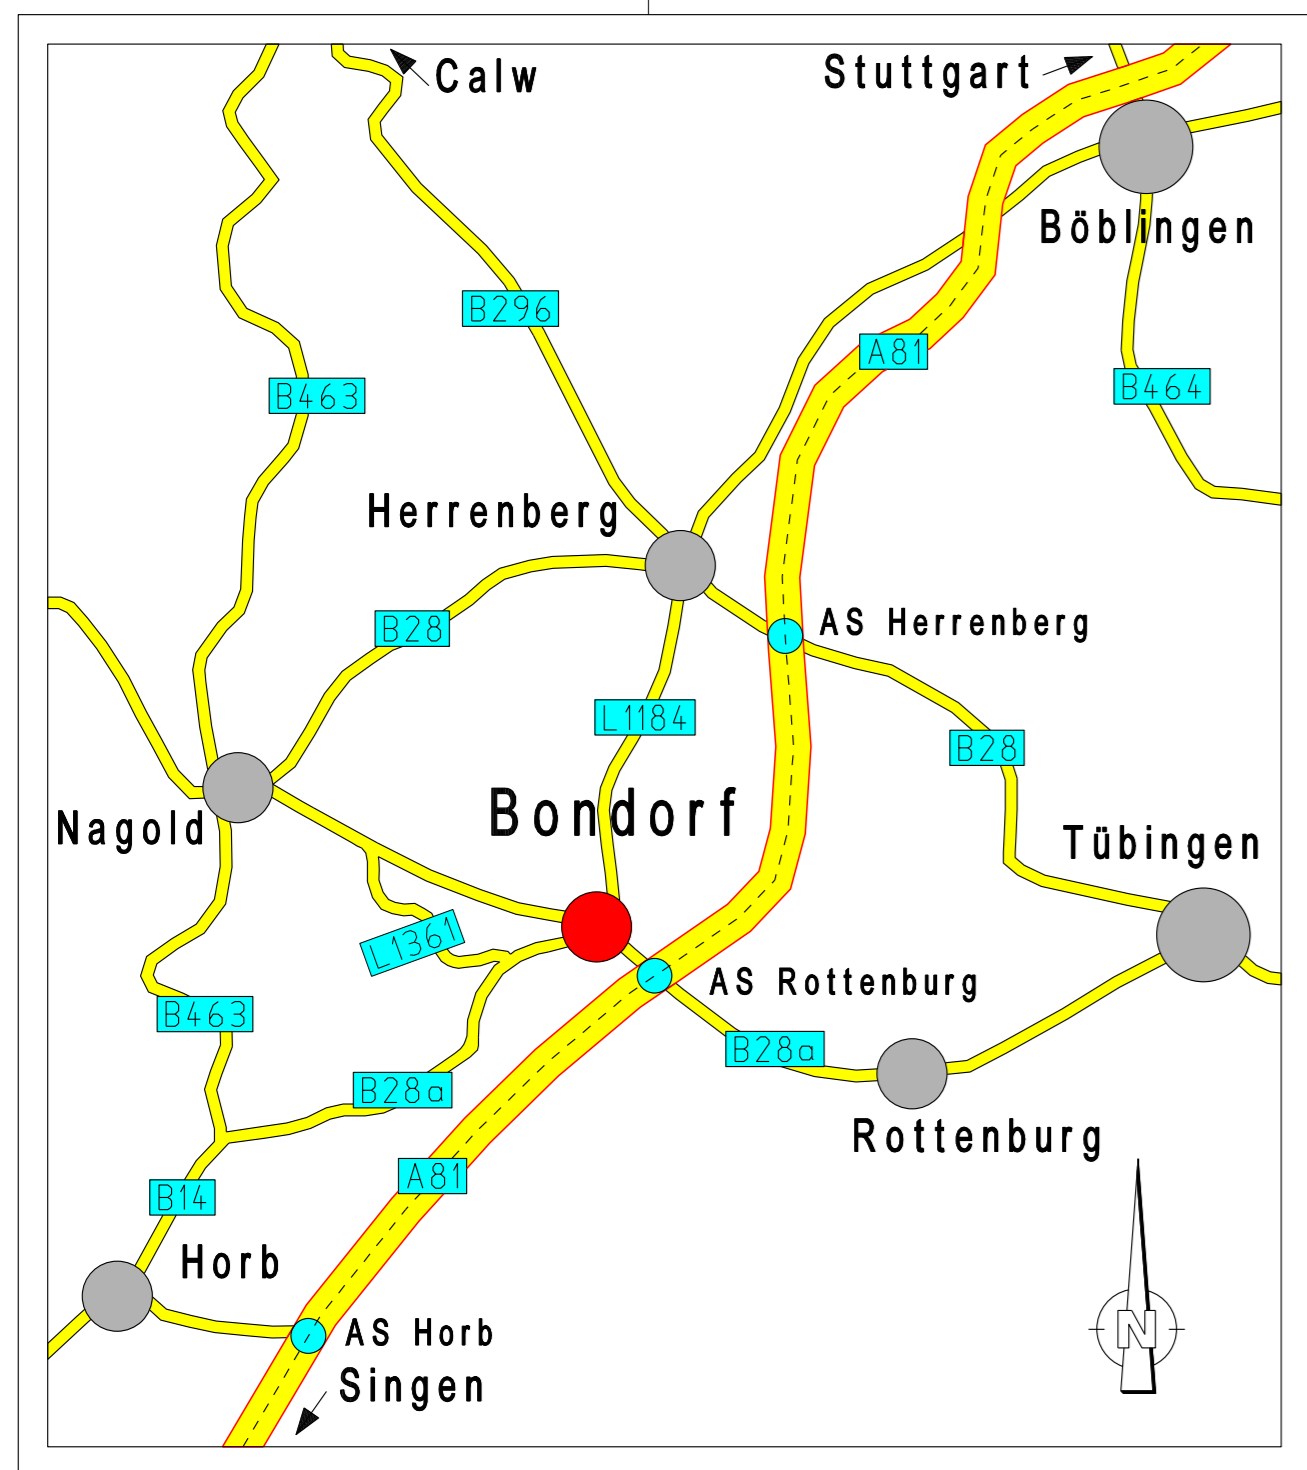 Calw
Stuttgart
Böblingen
B296
A81
B463
B464
Herrenberg
B28
AS Herrenberg
L1184
B28
Bondorf
Nagold
Tübingen
L1361
AS Rottenburg
B463
B28a
B28a
Rottenburg
A81
B14
Horb
AS Horb
N
Singen